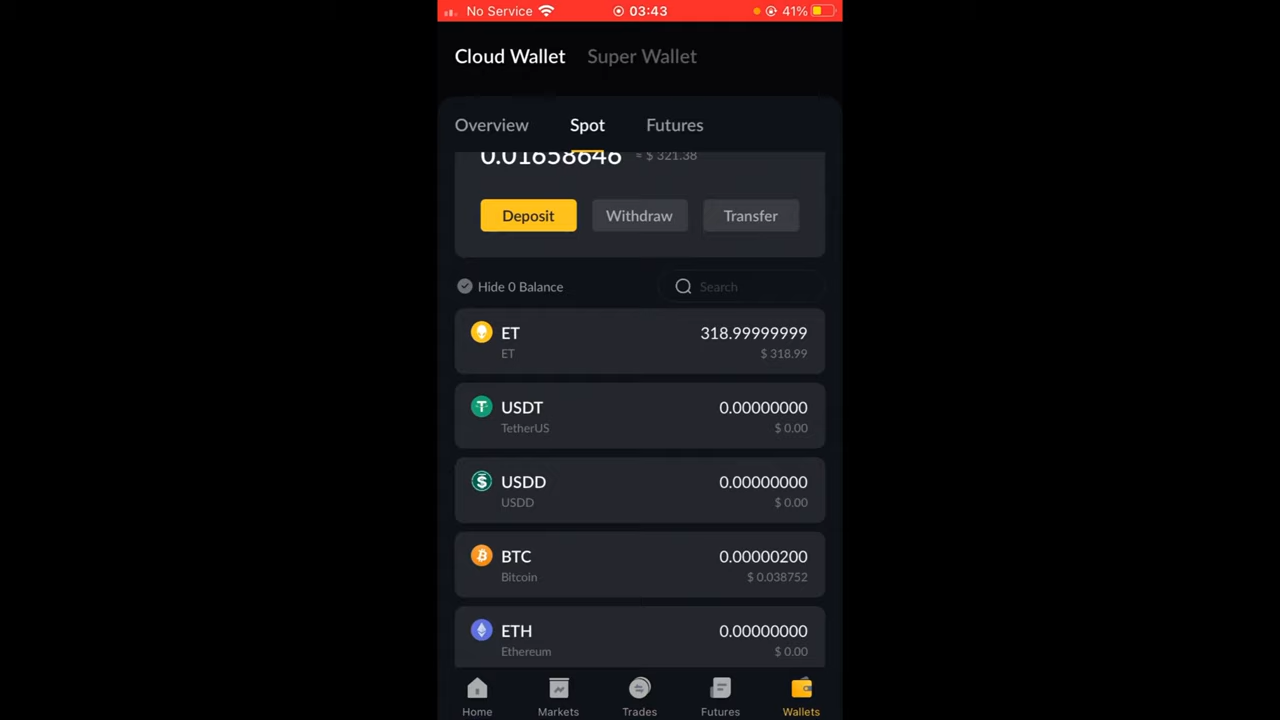 No Service 03:43 41%
Cloud Wallet Super Wallet
Overview Spot Futures
0.01658646 ≈ $ 321.38
Deposit Withdraw Transfer
Hide 0 Balance Search
ET 318.99999999
ET $ 318.99
USDT 0.00000000
TetherUS $ 0.00
USDD 0.00000000
USDD $ 0.00
BTC 0.00000200
Bitcoin $ 0.038752
ETH 0.00000000
Ethereum $ 0.00
Home Markets Trades Futures Wallets